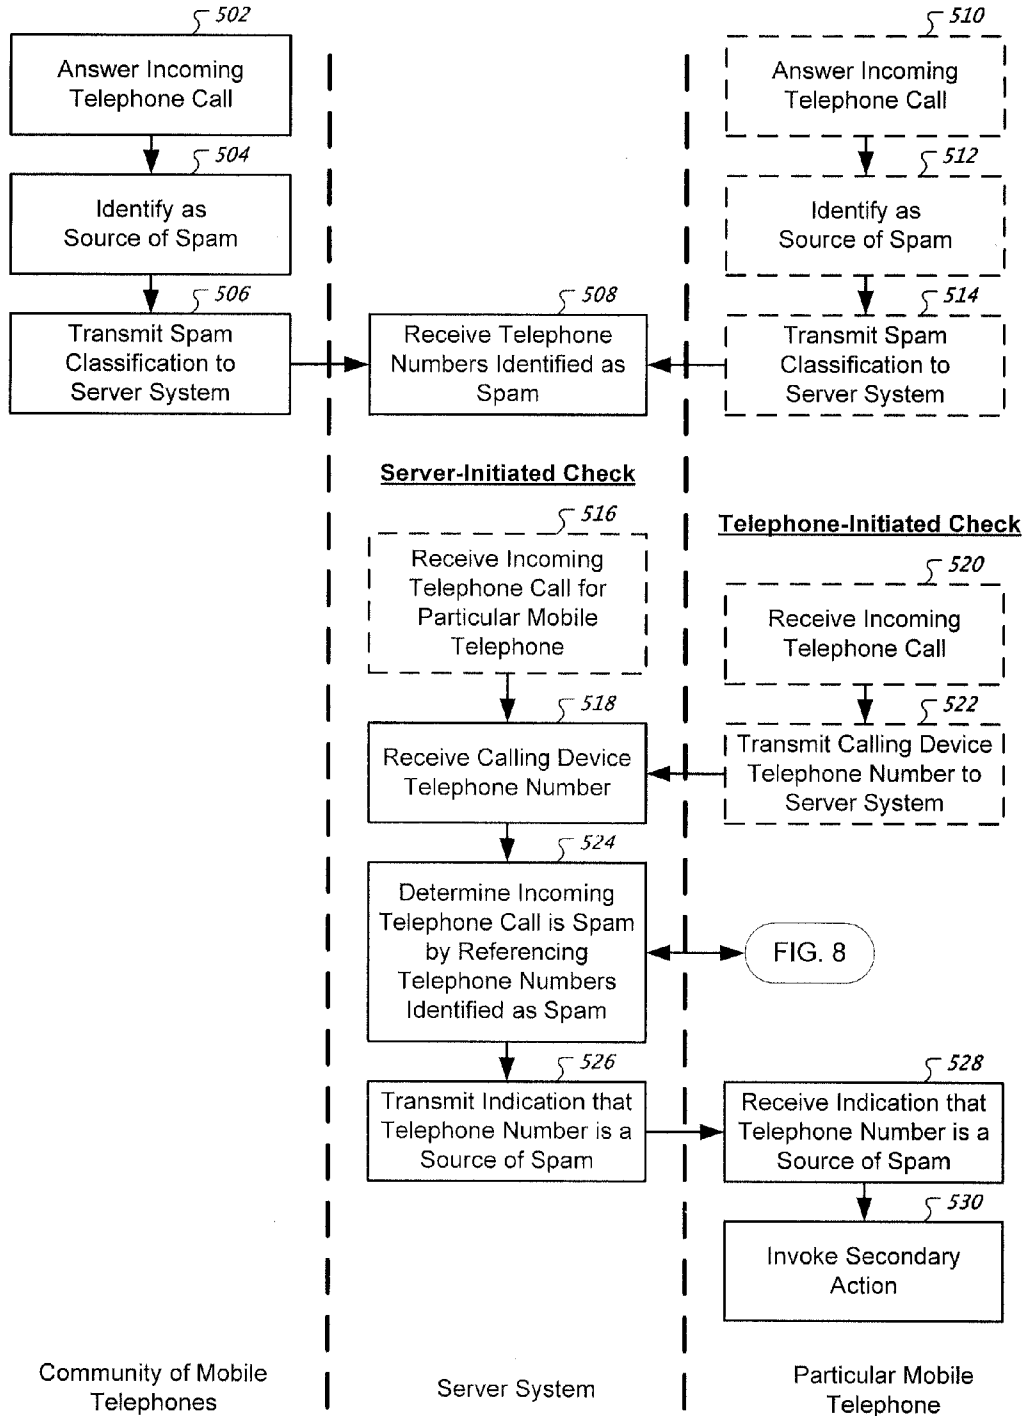 502
Answer Incoming
Telephone Call
504
Identify as
Source of Spam
506
Transmit Spam
Classification to
Server System
508
Receive Telephone
Numbers Identified as
Spam
510
Answer Incoming
Telephone Call
512
Identify as
Source of Spam
514
Transmit Spam
Classification to
Server System
Server-Initiated Check
516
Receive Incoming
Telephone Call for
Particular Mobile
Telephone
Telephone-Initiated Check
520
Receive Incoming
Telephone Call
522
Transmit Calling Device
Telephone Number to
Server System
518
Receive Calling Device
Telephone Number
524
Determine Incoming
Telephone Call is Spam
by Referencing
Telephone Numbers
Identified as Spam
FIG. 8
526
Transmit Indication that
Telephone Number is a
Source of Spam
528
Receive Indication that
Telephone Number is a
Source of Spam
530
Invoke Secondary
Action
Community of Mobile
Telephones
Server System
Particular Mobile
Telephone